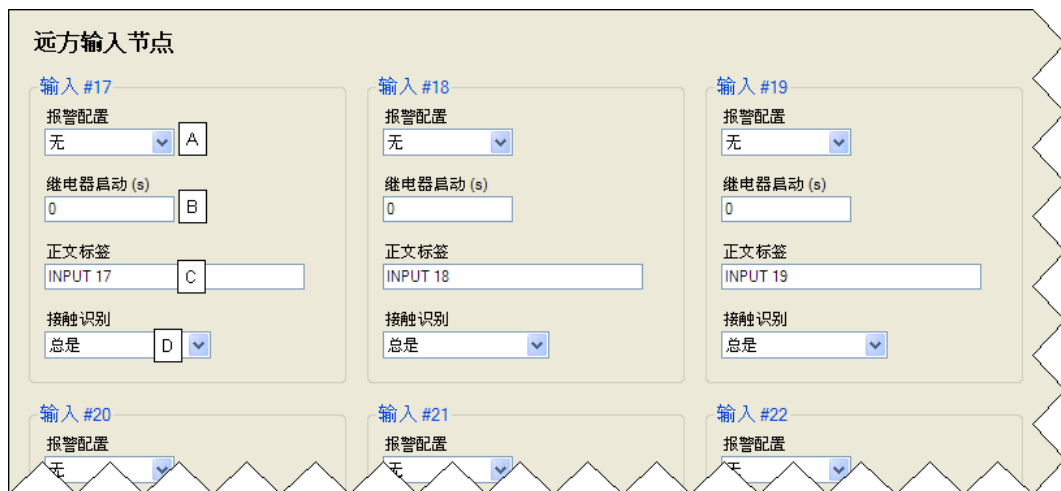 远方输入节点
输入 #17
报警配置
无
A
继电器启动 (s)
0
B
正文标签
INPUT 17
C
接触识别
总是
D
输入 #18
报警配置
无
继电器启动 (s)
0
正文标签
INPUT 18
接触识别
总是
输入 #19
报警配置
无
继电器启动 (s)
0
正文标签
INPUT 19
接触识别
总是
输入 #20
报警配置
无
输入 #21
报警配置
无
输入 #22
报警配置
无